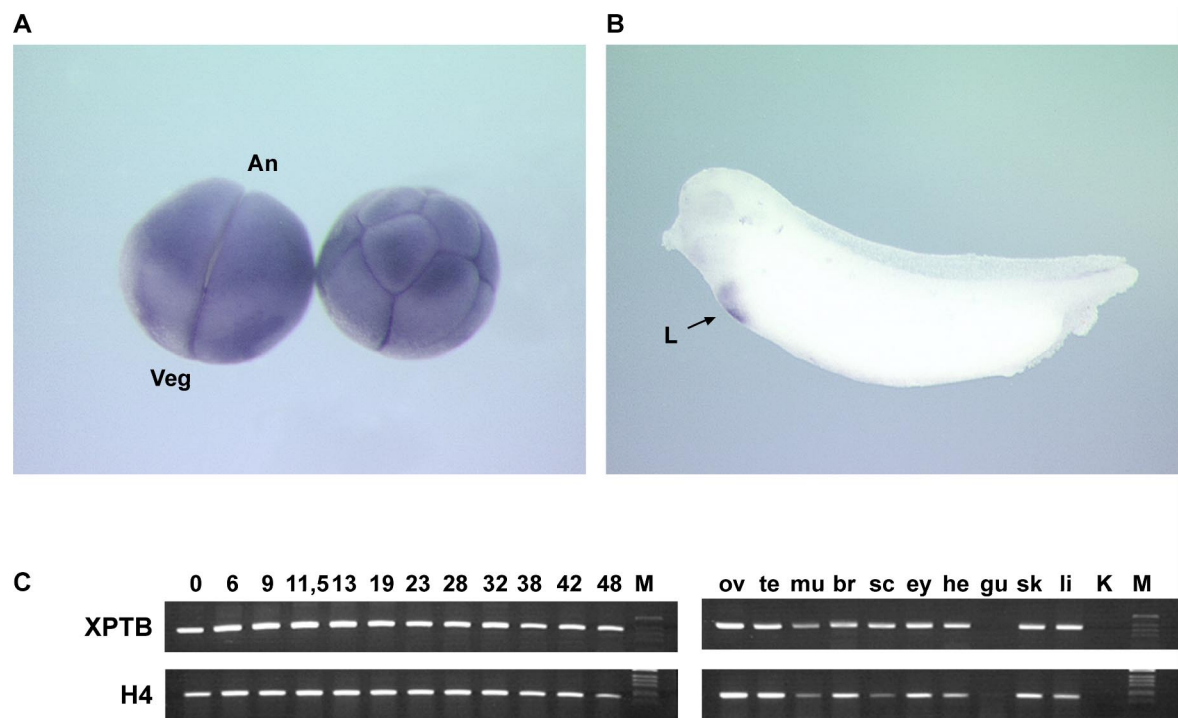 A B
An
Veg
L
C 0 6 9 11,5 13 19 23 28 32 38 42 48 M ov te mu br sc ey he gu sk li K M
XPTB
H4